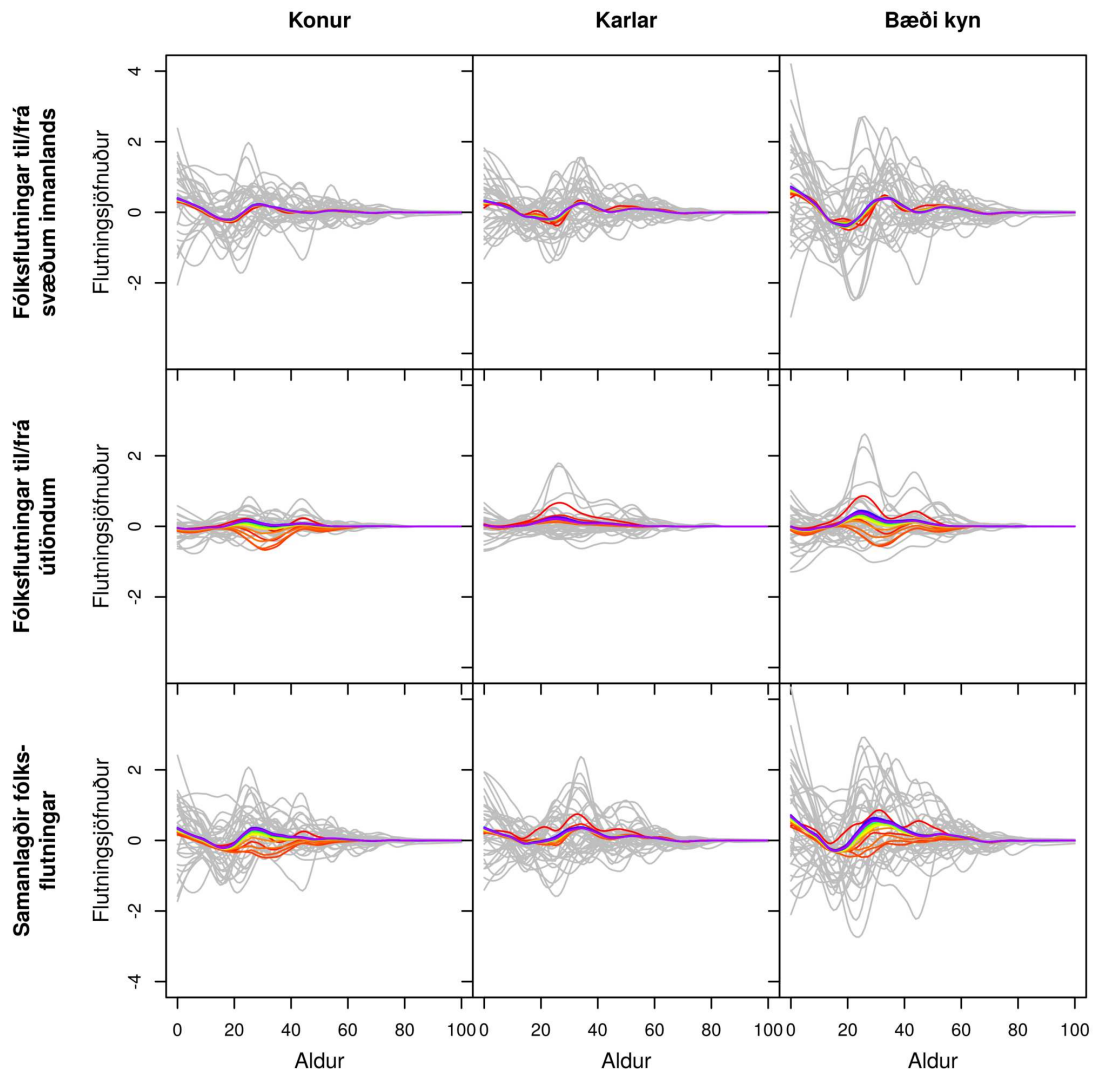 Konur Karlar Bæði kyn
Fólksflutningar til/frá
svæðum innanlands
Flutningsjöfnuður
4
2
0
-2
Fólksflutningar til/frá
útlöndum
Flutningsjöfnuður
2
0
-2
Samanlagðir fólks-
flutningar
Flutningsjöfnuður
2
0
-2
-4
0 20 40 60 80 100 0 20 40 60 80 100 0 20 40 60 80 100
Aldur Aldur Aldur